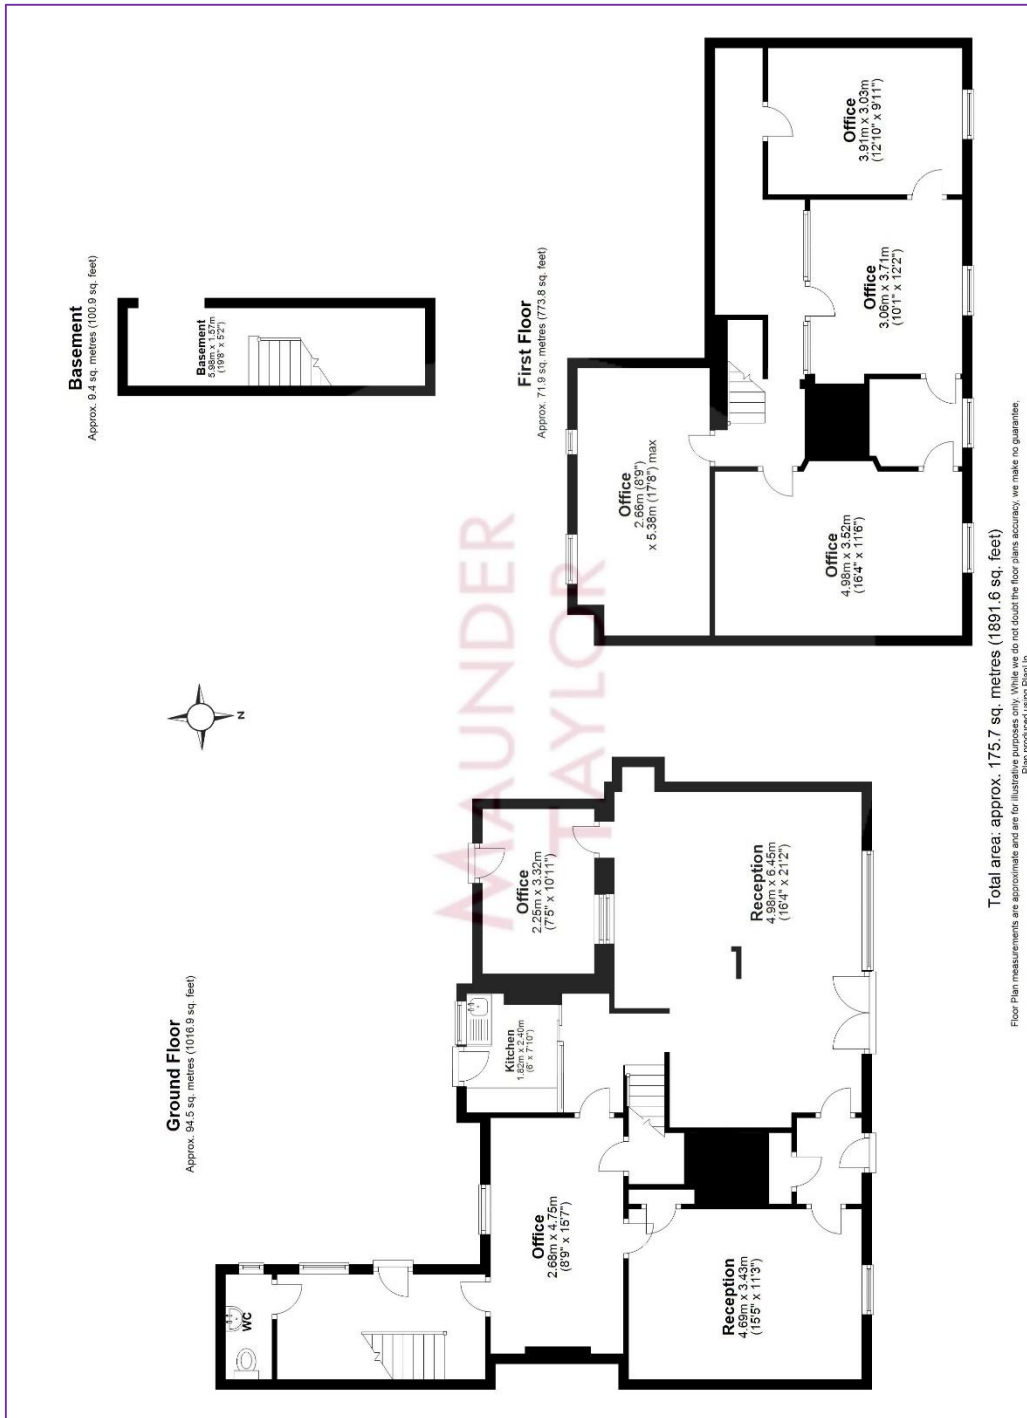 Basement
Approx. 9.4 sq. metres (100.9 sq. feet)
Basement
5.98m x 1.57m
(19'8" x 5'2")
First Floor
Approx. 71.9 sq. metres (773.8 sq. feet)
Office
3.91m x 3.03m
(12'10" x 9'11")
Office
3.06m x 3.71m
(10'1" x 12'2")
Office
2.66m (8'9")
x 5.38m (17'8") max
Office
4.98m x 3.52m
(16'4" x 11'6")
MAUNDER
TAYLOR
N
Ground Floor
Approx. 94.5 sq. metres (1016.9 sq. feet)
Office
2.25m x 3.32m
(7'5" x 10'11")
Reception
4.98m x 6.45m
(16'4" x 21'2")
Kitchen
1.82m x 2.40m
(6' x 7'10")
Office
2.68m x 4.75m
(8'9" x 15'7")
WC
Reception
4.69m x 3.43m
(15'5" x 11'3")
Total area: approx. 175.7 sq. metres (1891.6 sq. feet)
Floor Plan measurements are approximate and are for illustrative purposes only. While we do not doubt the floor plans accuracy, we make no guarantee,
Plan produced using PlanUp